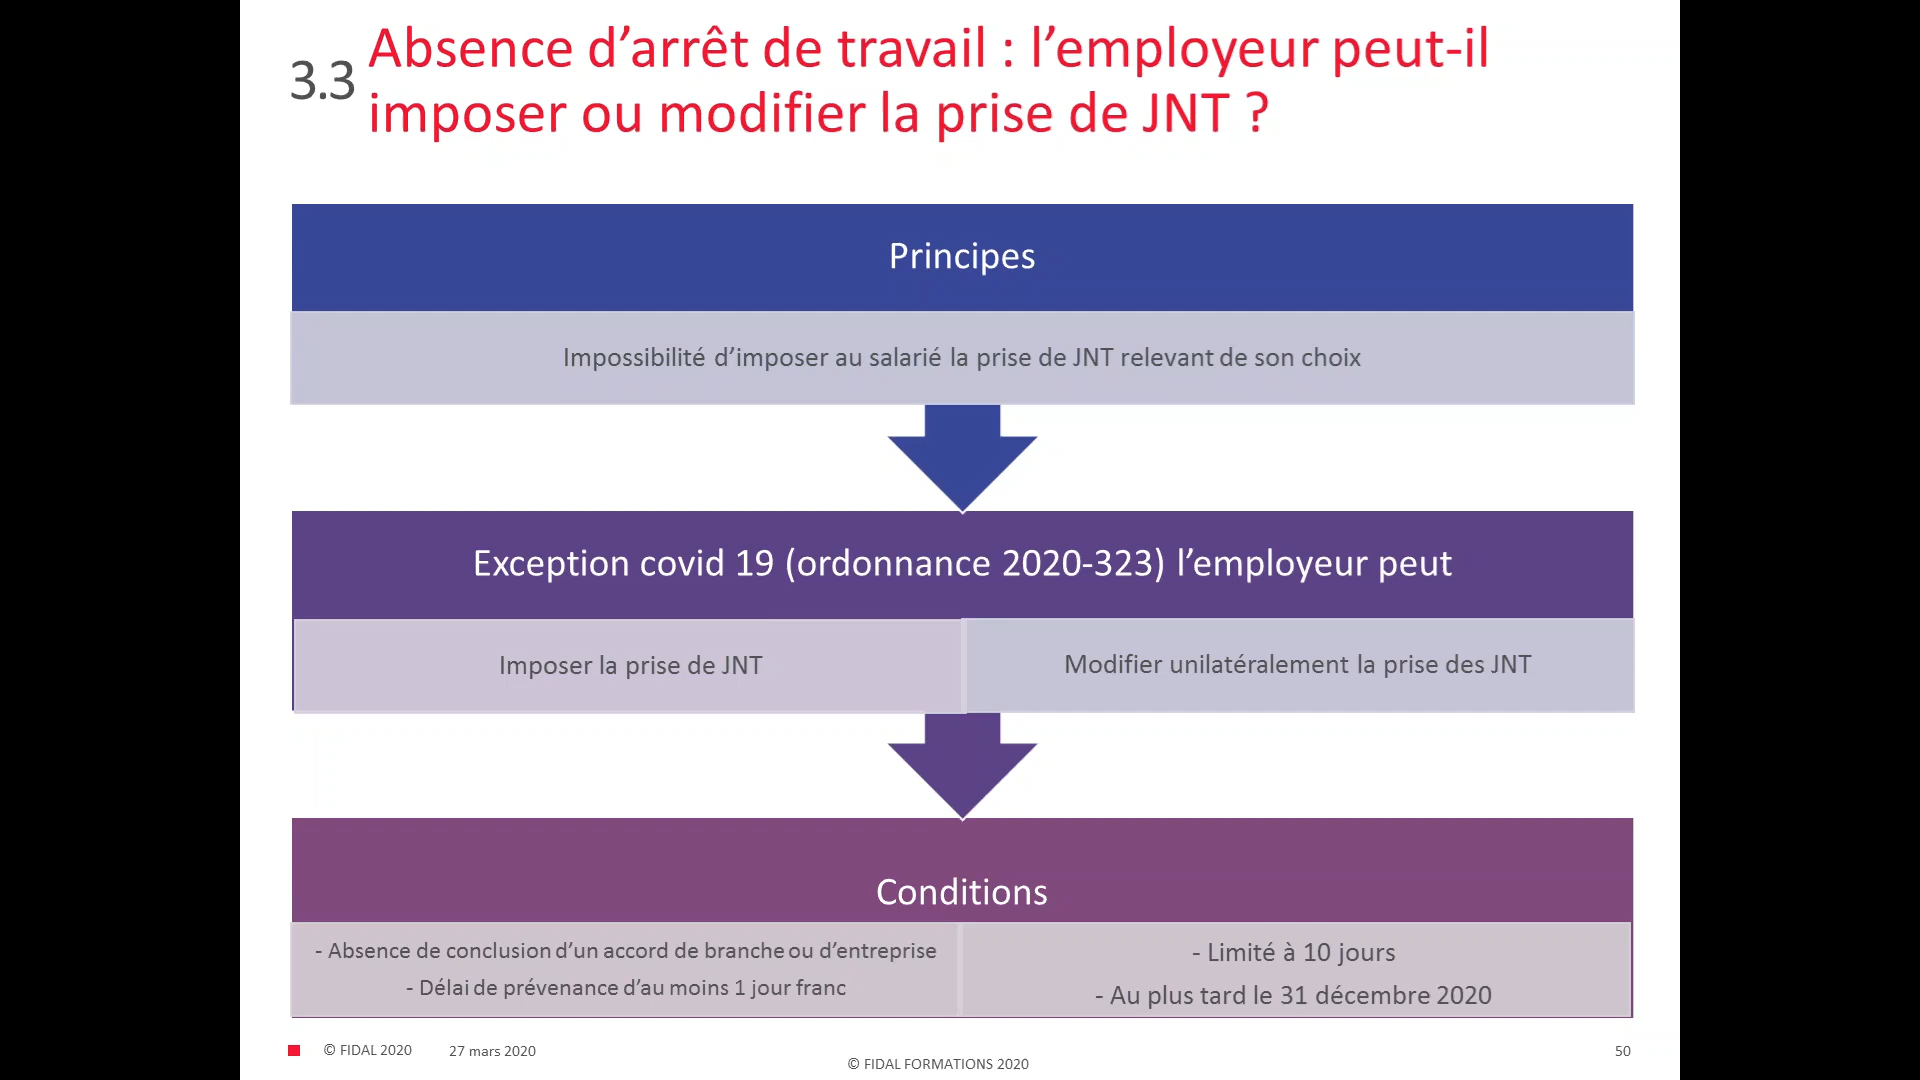 3.3
Absence d’arrêt de travail : l’employeur peut-il
imposer ou modifier la prise de JNT ?
Principes
Impossibilité d’imposer au salarié la prise de JNT relevant de son choix
Exception covid 19 (ordonnance 2020-323) l’employeur peut
Imposer la prise de JNT
Modifier unilatéralement la prise des JNT
Conditions
- Absence de conclusion d’un accord de branche ou d’entreprise
- Délai de prévenance d’au moins 1 jour franc
- Limité à 10 jours
- Au plus tard le 31 décembre 2020
© FIDAL 2020
27 mars 2020
© FIDAL FORMATIONS 2020
50